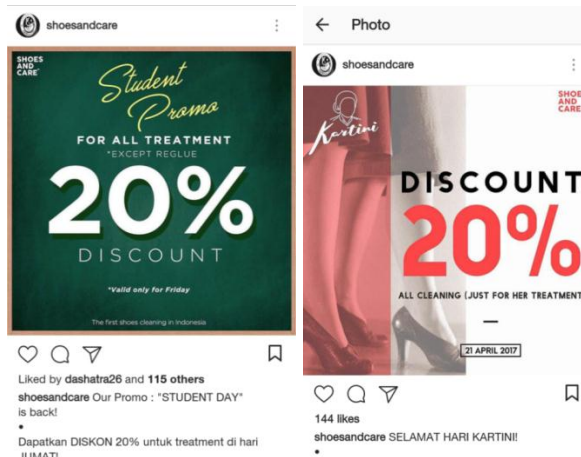 shoesandcare
SHOES
AND
CARE
Student
Promo
FOR ALL TREATMENT
*EXCEPT REGLUE
20%
DISCOUNT
*Valid only for Friday
The first shoes cleaning in Indonesia
Liked by dashatra26 and 115 others
shoesandcare Our Promo : "STUDENT DAY"
is back!
•
Dapatkan DISKON 20% untuk treatment di hari
JUMAT!
← Photo
shoesandcare
SHOE
AND
CARE
Kartini
DISCOUNT
20%
ALL CLEANING (JUST FOR HER TREATMENT
21 APRIL 2017
144 likes
shoesandcare SELAMAT HARI KARTINI!
•